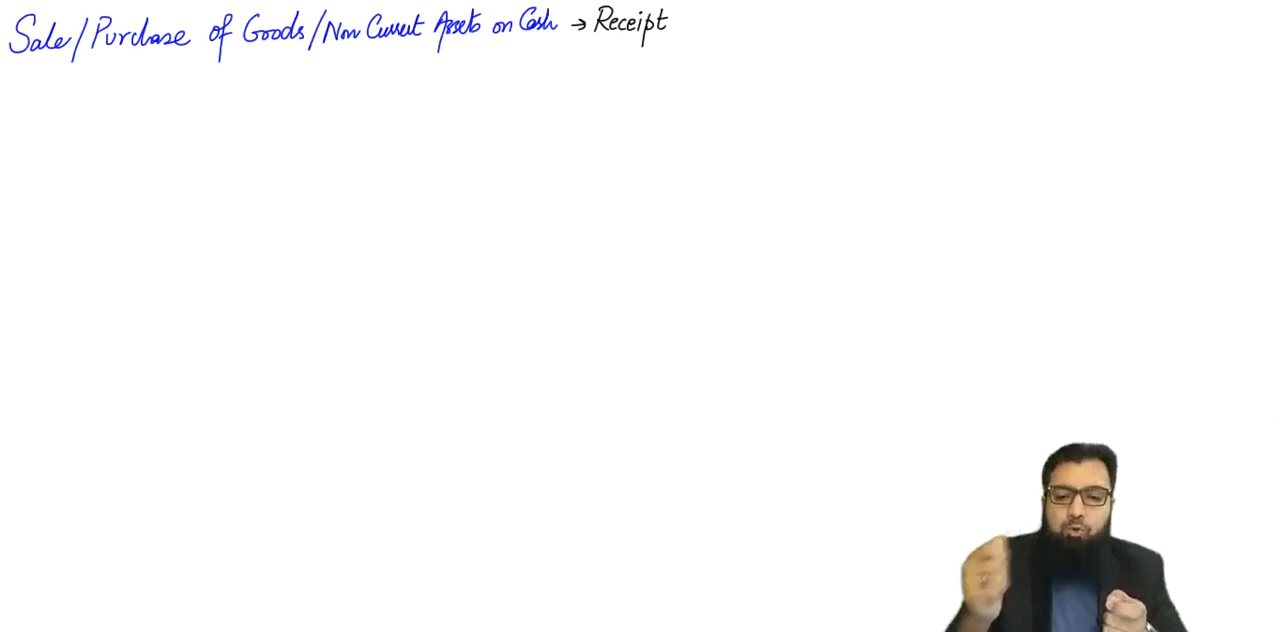 Sale/Purchase of Goods/Non Current Assets on Cash → Receipt